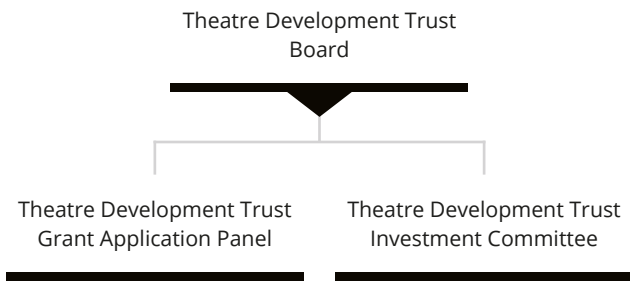 Theatre Development Trust
Board
Theatre Development Trust
Grant Application Panel
Theatre Development Trust
Investment Committee